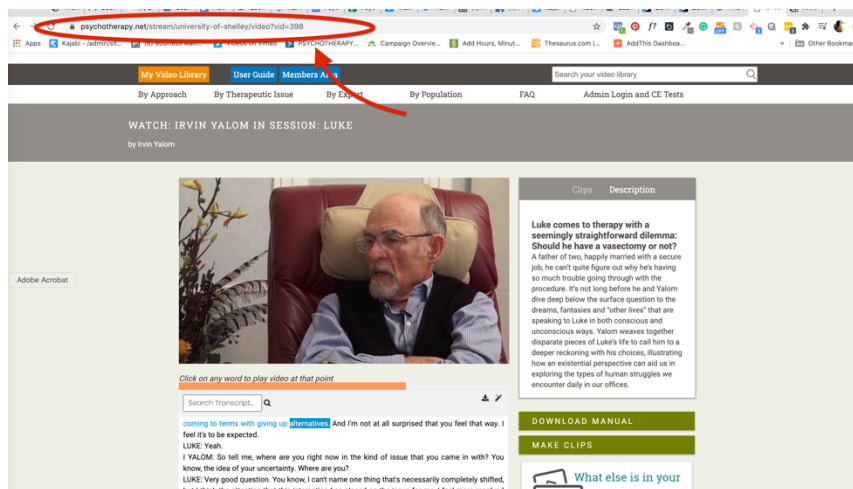 psychotherapy.net/stream/university-of-shelley/video?vid=398
Apps Kajabi - /admin/sit... (6) Business Man... Videos on Vimeo PSYCHOTHERAPY... Campaign Overvie... Add Hours, Minut... Thesaurus.com |... AddThis Dashboa... » Other Bookmar
My Video Library User Guide Members Area Search your video library
By Approach By Therapeutic Issue By Expert By Population FAQ Admin Login and CE Tests
WATCH: IRVIN YALOM IN SESSION: LUKE
by Irvin Yalom
Clips Description
Luke comes to therapy with a
seemingly straightforward dilemma:
Should he have a vasectomy or not?
A father of two, happily married with a secure
job, he can't quite figure out why he's having
so much trouble going through with the
procedure. It's not long before he and Yalom
dive deep below the surface question to the
dreams, fantasies and "other lives" that are
speaking to Luke in both conscious and
unconscious ways. Yalom weaves together
disparate pieces of Luke's life to call him to a
deeper reckoning with his choices, illustrating
how an existential perspective can aid us in
exploring the types of human struggles we
encounter daily in our offices.
Adobe Acrobat
Click on any word to play video at that point
Search Transcript..
coming to terms with giving up alternatives. And I'm not at all surprised that you feel that way. I
feel it's to be expected.
LUKE: Yeah.
I YALOM: So tell me, where are you right now in the kind of issue that you came in with? You
know, the idea of your uncertainty. Where are you?
LUKE: Very good question. You know, I can't name one thing that's necessarily completely shifted,
DOWNLOAD MANUAL
MAKE CLIPS
What else is in your